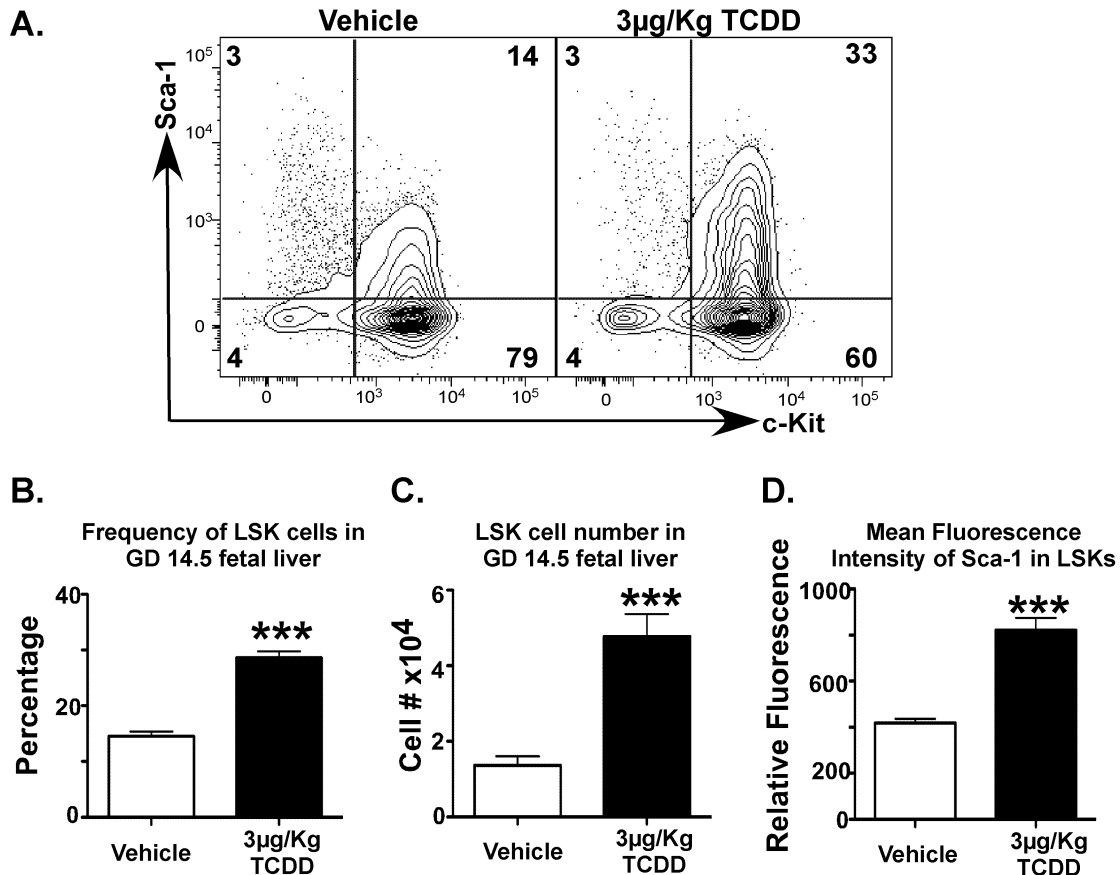 A.
Vehicle
3µg/Kg TCDD
Sca-1
10⁵
10⁴
10³
0
3
14
4
79
3
33
4
60
0
10³
10⁴
10⁵
0
10³
10⁴
10⁵
c-Kit
B.
Frequency of LSK cells in
GD 14.5 fetal liver
Percentage
40
20
0
***
Vehicle
3µg/Kg
TCDD
C.
LSK cell number in
GD 14.5 fetal liver
Cell # x10⁴
6
4
2
0
***
Vehicle
3µg/Kg
TCDD
D.
Mean Fluorescence
Intensity of Sca-1 in LSKs
Relative Fluorescence
1000
600
200
0
***
Vehicle
3µg/Kg
TCDD